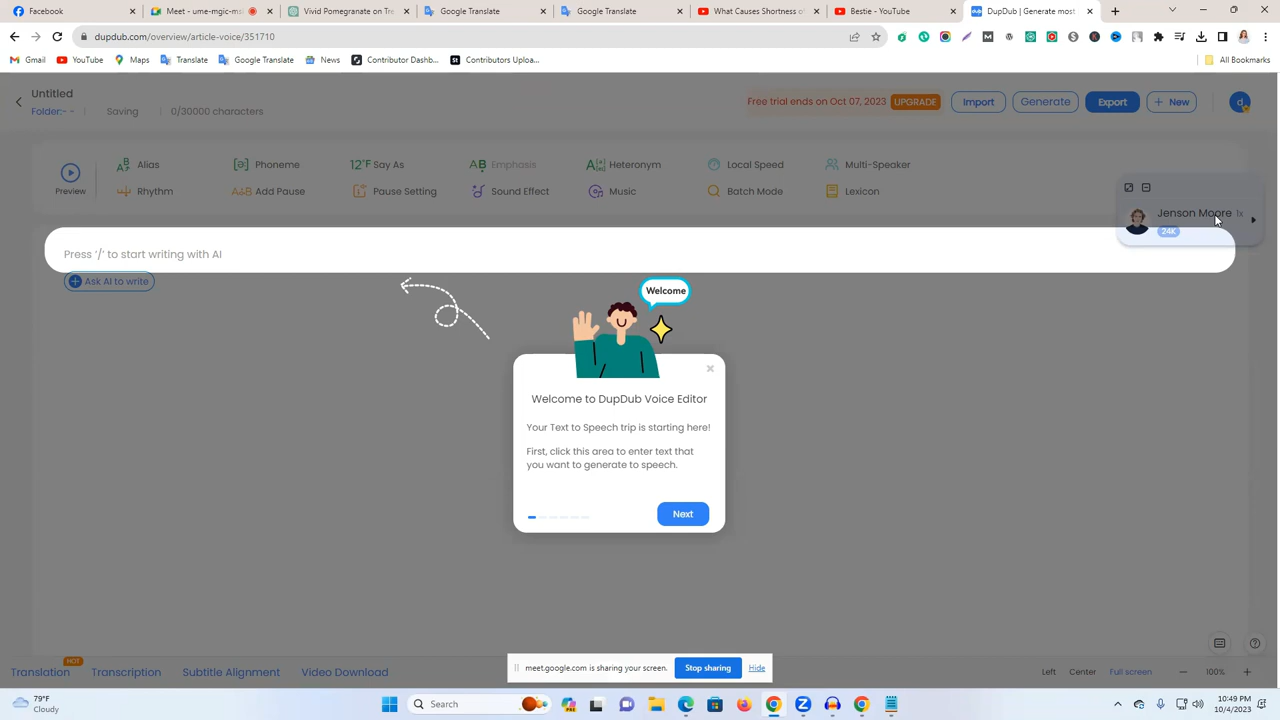 Facebook
Meet - ume-mgic-ms
Vivid Pomegranate on Tre
Google Translate
Google Translate
What Causes Shortness o
Bestie - YouTube
DupDub | Generate most
dupdub.com/overview/article-voice/351710
Gmail
YouTube
Maps
Translate
Google Translate
News
Contributor Dashb...
Contributors Uploa...
All Bookmarks
Untitled
Folder:- -
Saving
0/30000 characters
Free trial ends on Oct 07, 2023
UPGRADE
Import
Generate
Export
+ New
d
Preview
Alias
Phoneme
12°F Say As
Emphasis
Heteronym
Local Speed
Multi-Speaker
Rhythm
Add Pause
Pause Setting
Sound Effect
Music
Batch Mode
Lexicon
Jenson Moore 1x
24K
Press '/' to start writing with AI
Ask AI to write
Welcome
Welcome to DupDub Voice Editor
Your Text to Speech trip is starting here!
First, click this area to enter text that
you want to generate to speech.
Next
HOT
Translation
Transcription
Subtitle Alignment
Video Download
meet.google.com is sharing your screen.
Stop sharing
Hide
Left
Center
Full screen
100%
79°F
Cloudy
Search
10:49 PM
10/4/2023